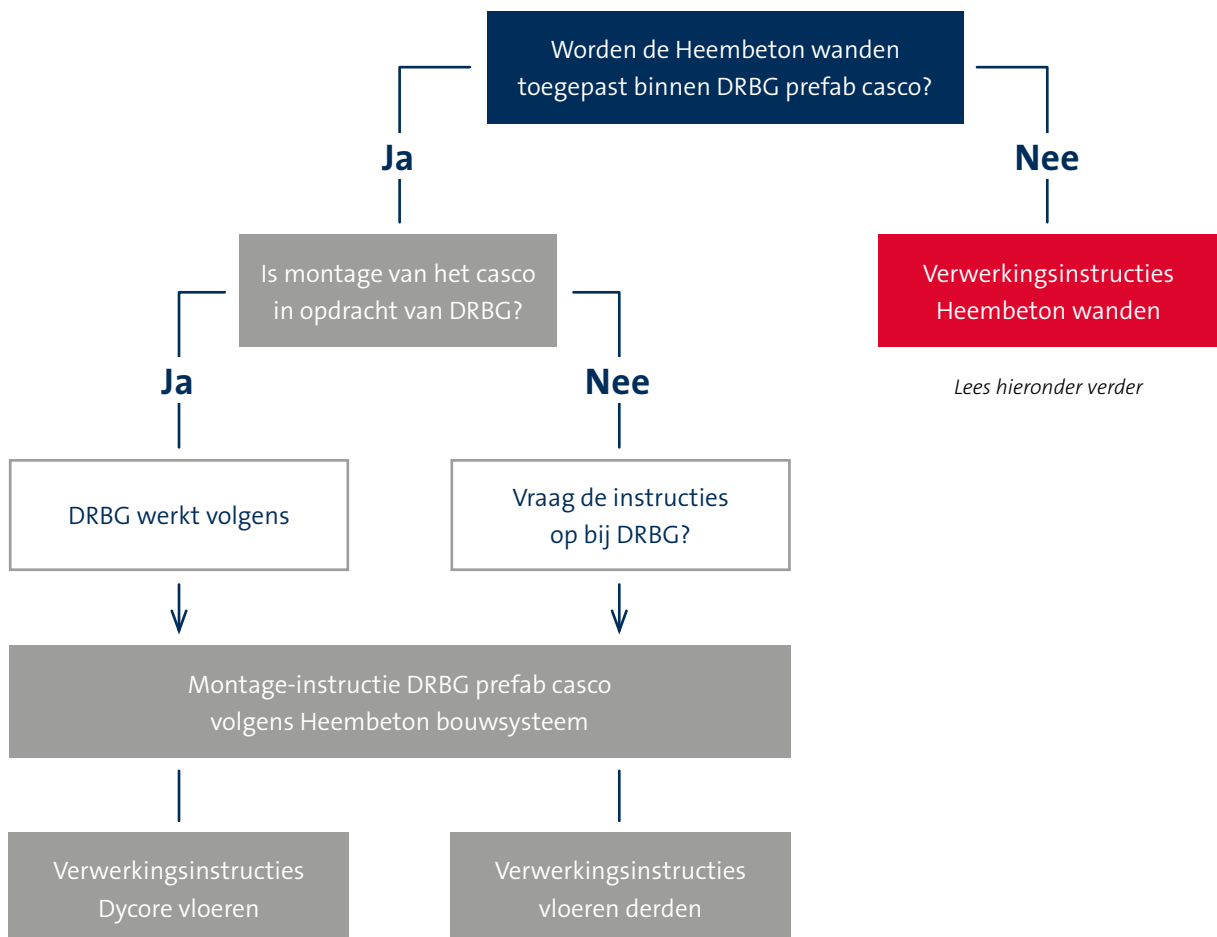 Worden de Heembeton wanden
toegepast binnen DRBG prefab casco?
Ja
Nee
Is montage van het casco
in opdracht van DRBG?
Verwerkingsinstructies
Heembeton wanden
Lees hieronder verder
Ja
Nee
DRBG werkt volgens
Vraag de instructies
op bij DRBG?
Montage-instructie DRBG prefab casco
volgens Heembeton bouwsysteem
Verwerkingsinstructies
Dycore vloeren
Verwerkingsinstructies
vloeren derden